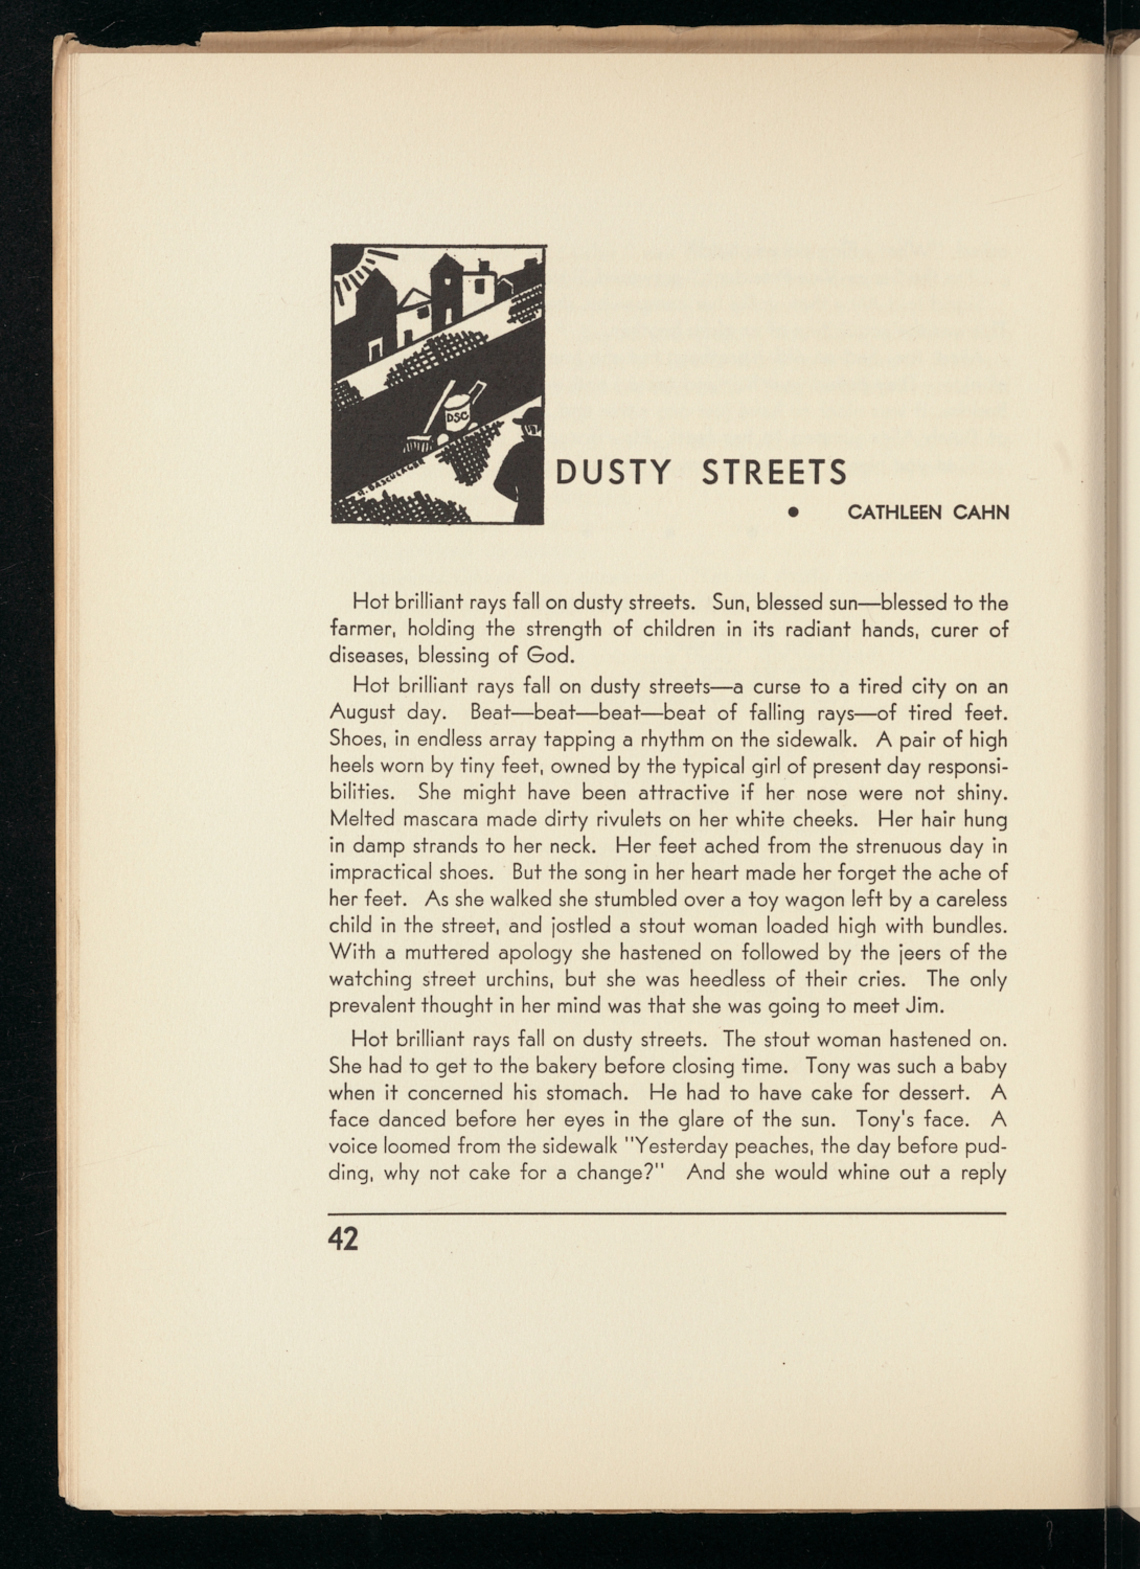 DSC
DUSTY STREETS
• CATHLEEN CAHN
Hot brilliant rays fall on dusty streets. Sun, blessed sun—blessed to the
farmer, holding the strength of children in its radiant hands, curer of
diseases, blessing of God.
Hot brilliant rays fall on dusty streets—a curse to a tired city on an
August day. Beat—beat—beat—beat of falling rays—of tired feet.
Shoes, in endless array tapping a rhythm on the sidewalk. A pair of high
heels worn by tiny feet, owned by the typical girl of present day responsi-
bilities. She might have been attractive if her nose were not shiny.
Melted mascara made dirty rivulets on her white cheeks. Her hair hung
in damp strands to her neck. Her feet ached from the strenuous day in
impractical shoes. But the song in her heart made her forget the ache of
her feet. As she walked she stumbled over a toy wagon left by a careless
child in the street, and jostled a stout woman loaded high with bundles.
With a muttered apology she hastened on followed by the jeers of the
watching street urchins, but she was heedless of their cries. The only
prevalent thought in her mind was that she was going to meet Jim.
Hot brilliant rays fall on dusty streets. The stout woman hastened on.
She had to get to the bakery before closing time. Tony was such a baby
when it concerned his stomach. He had to have cake for dessert. A
face danced before her eyes in the glare of the sun. Tony's face. A
voice loomed from the sidewalk "Yesterday peaches, the day before pud-
ding, why not cake for a change?" And she would whine out a reply
42